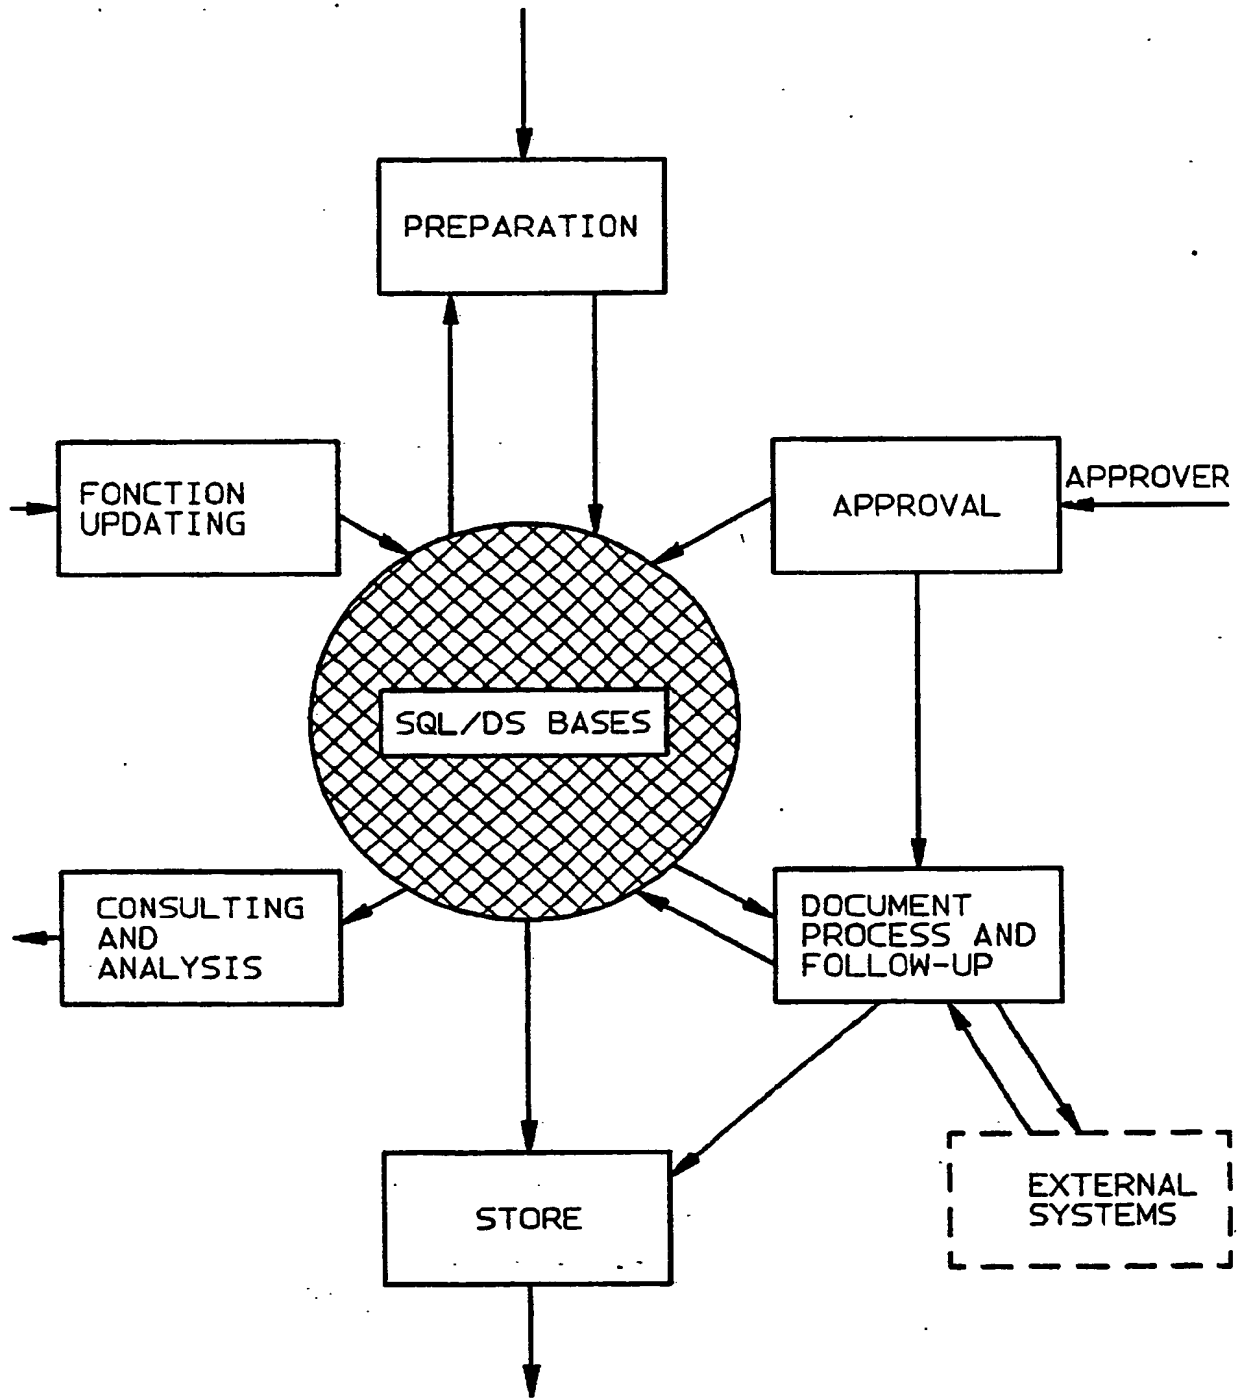 PREPARATION
FONCTION
UPDATING
APPROVAL
APPROVER
SQL/DS BASES
CONSULTING
AND
ANALYSIS
DOCUMENT
PROCESS AND
FOLLOW-UP
STORE
EXTERNAL
SYSTEMS